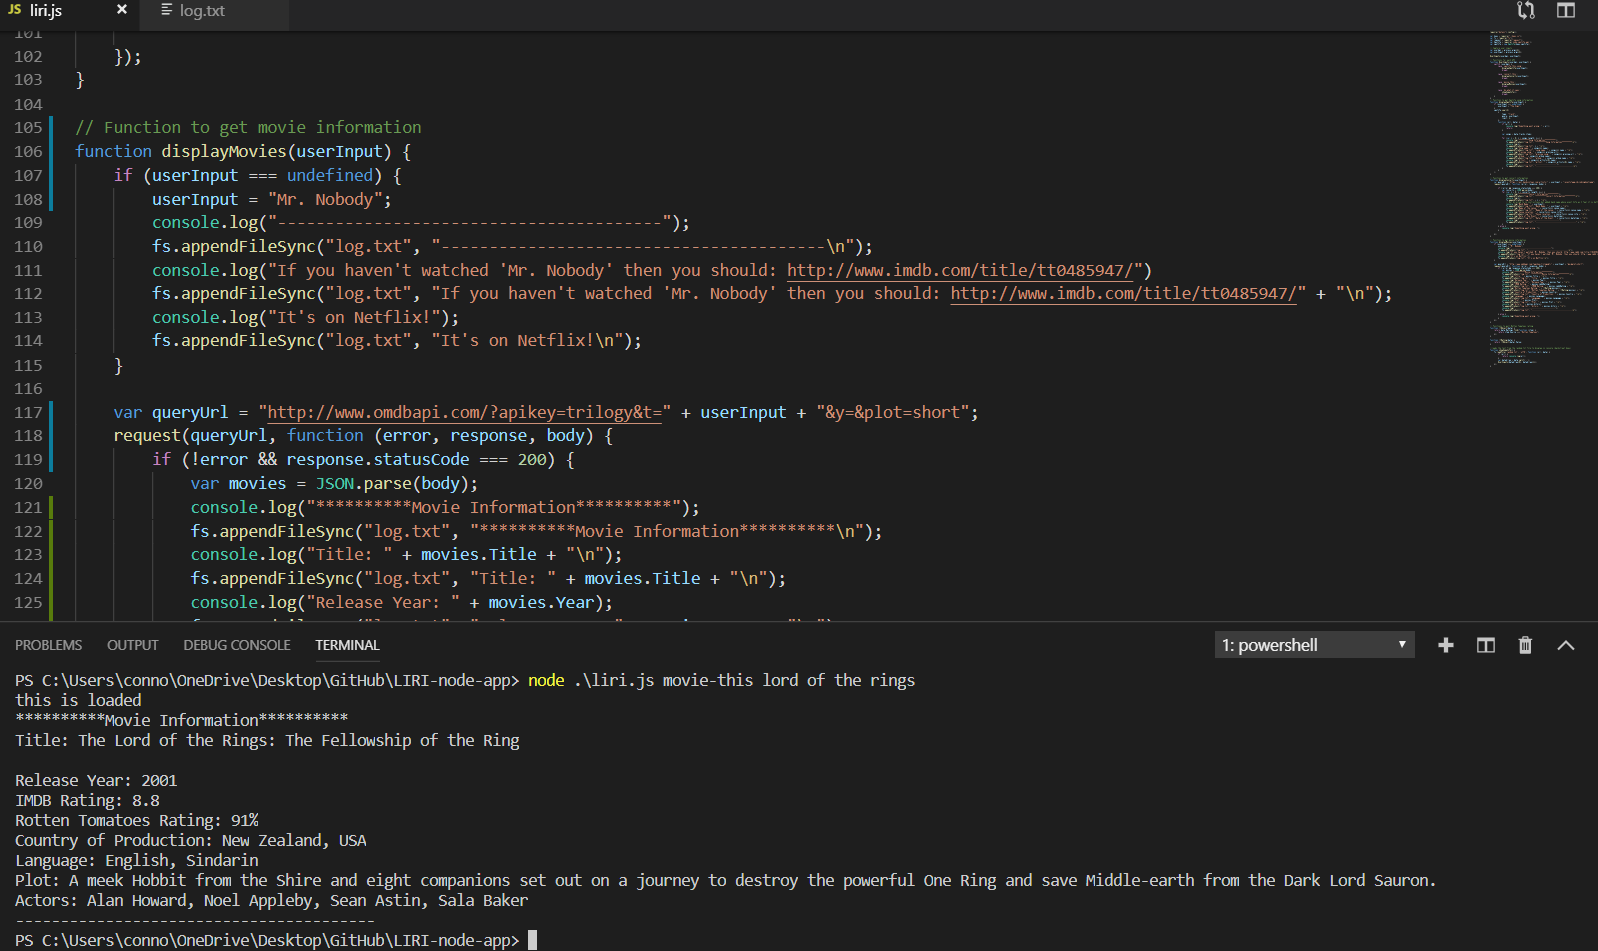 JS liri.js × log.txt
101
102 });
103 }
104
105 // Function to get movie information
106 function displayMovies(userInput) {
107 if (userInput === undefined) {
108 userInput = "Mr. Nobody";
109 console.log("----------------------------------------");
110 fs.appendFileSync("log.txt", "----------------------------------------\n");
111 console.log("If you haven't watched 'Mr. Nobody' then you should: http://www.imdb.com/title/tt0485947/")
112 fs.appendFileSync("log.txt", "If you haven't watched 'Mr. Nobody' then you should: http://www.imdb.com/title/tt0485947/" + "\n");
113 console.log("It's on Netflix!");
114 fs.appendFileSync("log.txt", "It's on Netflix!\n");
115 }
116
117 var queryUrl = "http://www.omdbapi.com/?apikey=trilogy&t=" + userInput + "&y=&plot=short";
118 request(queryUrl, function (error, response, body) {
119 if (!error && response.statusCode === 200) {
120 var movies = JSON.parse(body);
121 console.log("**********Movie Information**********");
122 fs.appendFileSync("log.txt", "**********Movie Information**********\n");
123 console.log("Title: " + movies.Title + "\n");
124 fs.appendFileSync("log.txt", "Title: " + movies.Title + "\n");
125 console.log("Release Year: " + movies.Year);
PROBLEMS OUTPUT DEBUG CONSOLE TERMINAL 1: powershell
PS C:\Users\conno\OneDrive\Desktop\GitHub\LIRI-node-app> node .\liri.js movie-this lord of the rings
this is loaded
**********Movie Information**********
Title: The Lord of the Rings: The Fellowship of the Ring
Release Year: 2001
IMDB Rating: 8.8
Rotten Tomatoes Rating: 91%
Country of Production: New Zealand, USA
Language: English, Sindarin
Plot: A meek Hobbit from the Shire and eight companions set out on a journey to destroy the powerful One Ring and save Middle-earth from the Dark Lord Sauron.
Actors: Alan Howard, Noel Appleby, Sean Astin, Sala Baker
----------------------------------------
PS C:\Users\conno\OneDrive\Desktop\GitHub\LIRI-node-app>